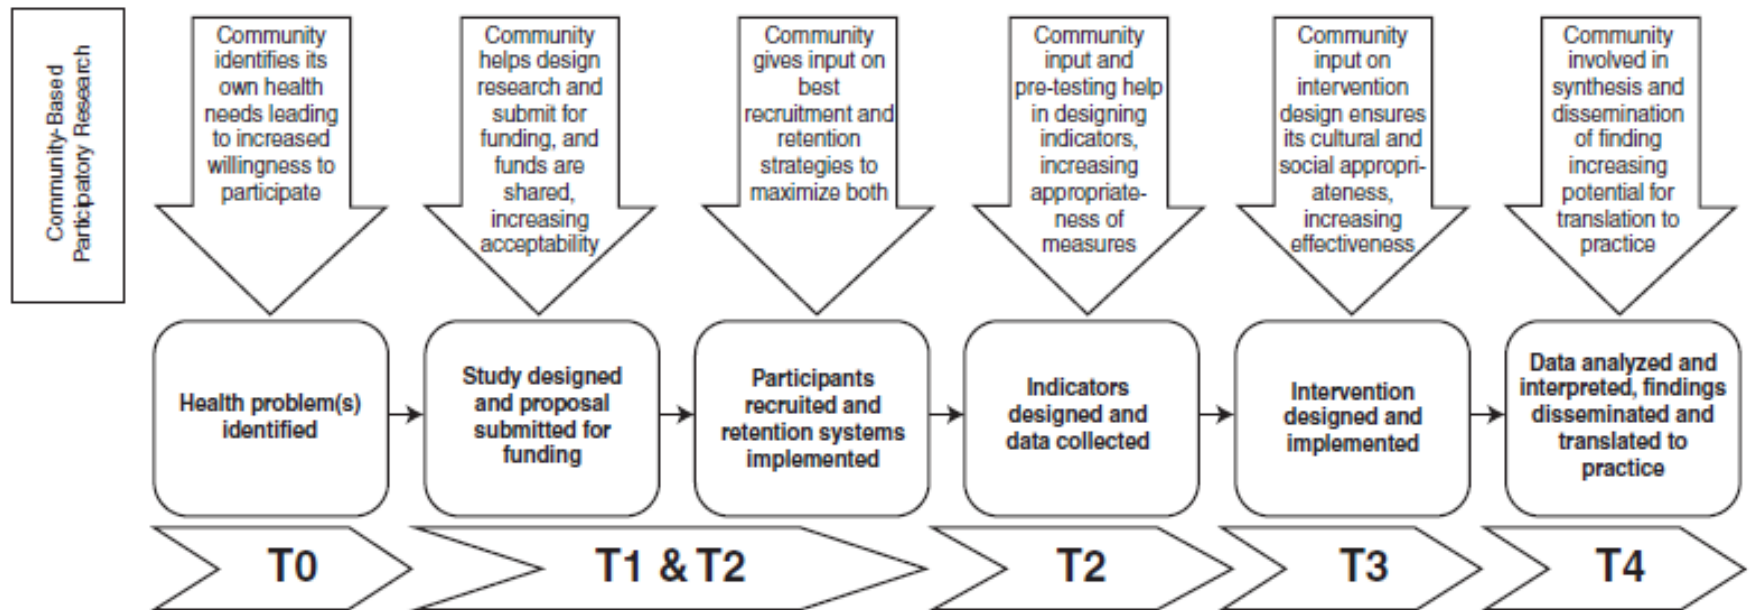 Community-Based
Participatory Research
Community
identifies its
own health
needs leading
to increased
willingness to
participate
Community
helps design
research and
submit for
funding, and
funds are
shared,
increasing
acceptability
Community
gives input on
best
recruitment and
retention
strategies to
maximize both
Community
input and
pre-testing help
in designing
indicators,
increasing
appropriate-
ness of
measures
Community
input on
intervention
design ensures
its cultural and
social appropri-
ateness,
increasing
effectiveness
Community
involved in
synthesis and
dissemination
of finding
increasing
potential for
translation to
practice
Health problem(s)
identified
Study designed
and proposal
submitted for
funding
Participants
recruited and
retention systems
implemented
Indicators
designed and
data collected
Intervention
designed and
implemented
Data analyzed and
interpreted, findings
disseminated and
translated to
practice
T0
T1 & T2
T2
T3
T4